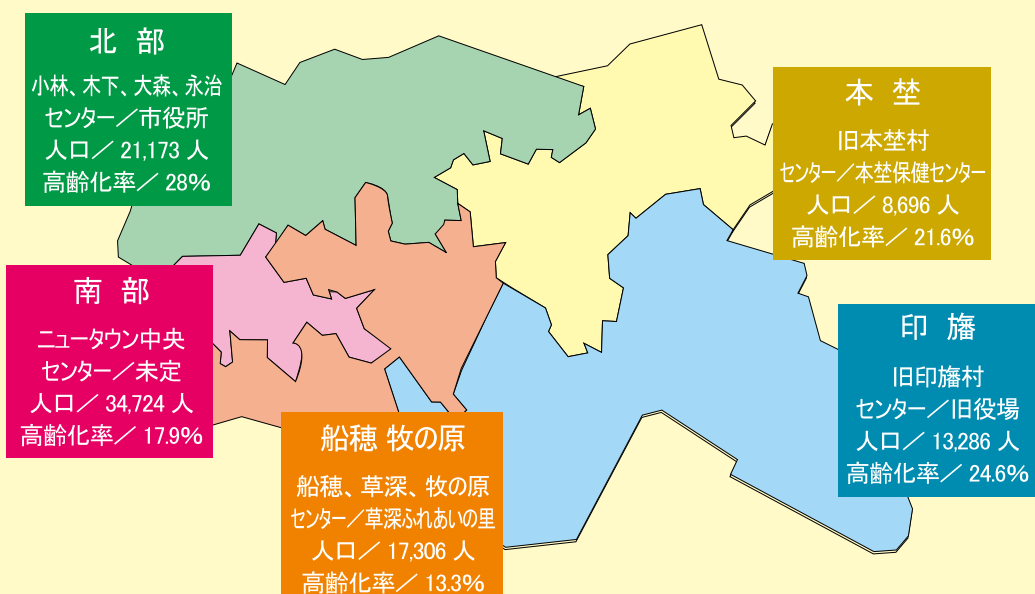 北 部
小林、木下、大森、永治
センター／市役所
人口／ 21,173 人
高齢化率／ 28%
本 埜
旧本埜村
センター／本埜保健センター
人口／ 8,696 人
高齢化率／ 21.6%
南 部
ニュータウン中央
センター／未定
人口／ 34,724 人
高齢化率／ 17.9%
印 旛
旧印旛村
センター／旧役場
人口／ 13,286 人
高齢化率／ 24.6%
船穂 牧の原
船穂、草深、牧の原
センター／草深ふれあいの里
人口／ 17,306 人
高齢化率／ 13.3%